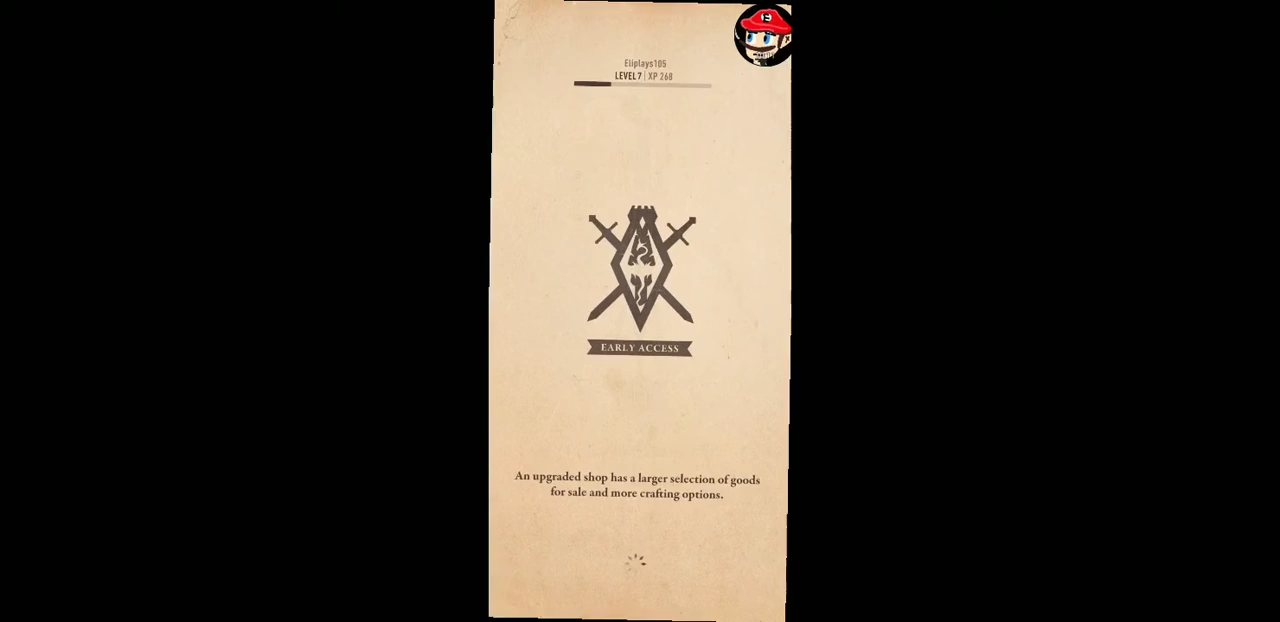 Eliplays105
LEVEL 7 | XP 268
EARLY ACCESS
An upgraded shop has a larger selection of goods
for sale and more crafting options.